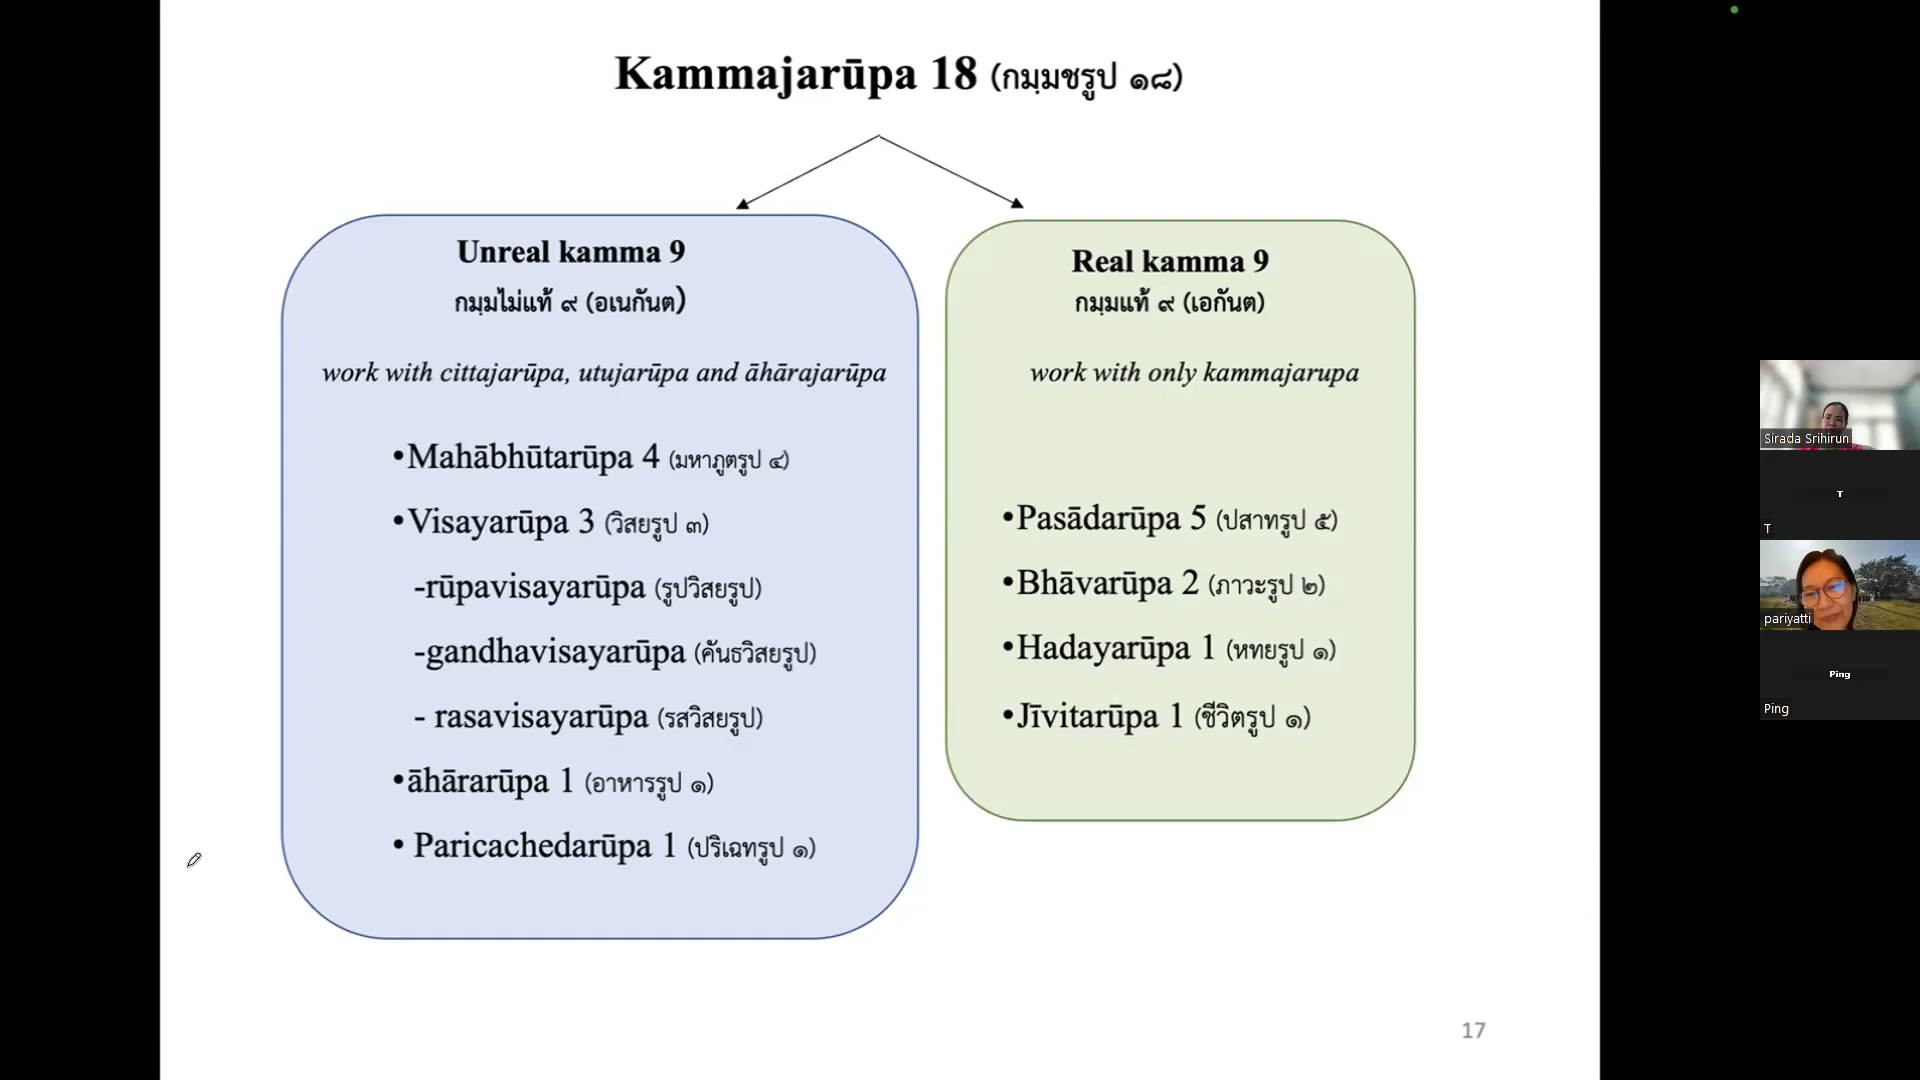 Kammajarūpa 18 (กมฺมชรูป ๑๘)
Unreal kamma 9
กมฺมไม่แท้ ๙ (อเนกันต)
work with cittajarūpa, utujarūpa and āhārajarūpa
•Mahābhūtarūpa 4 (มหาภูตรูป ๔)
•Visayarūpa 3 (วิสยรูป ๓)
-rūpavisayarūpa (รูปวิสยรูป)
-gandhavisayarūpa (คันธวิสยรูป)
- rasavisayarūpa (รสวิสยรูป)
•āhārarūpa 1 (อาหารรูป ๑)
• Paricachedarūpa 1 (ปริเฉทรูป ๑)
Real kamma 9
กมฺมแท้ ๙ (เอกันต)
work with only kammajarupa
•Pasādarūpa 5 (ปสาทรูป ๕)
•Bhāvarūpa 2 (ภาวะรูป ๒)
•Hadayarūpa 1 (หทยรูป ๑)
•Jīvitarūpa 1 (ชีวิตรูป ๑)
17
Sirada Srihirun
T
T
pariyatti
Ping
Ping